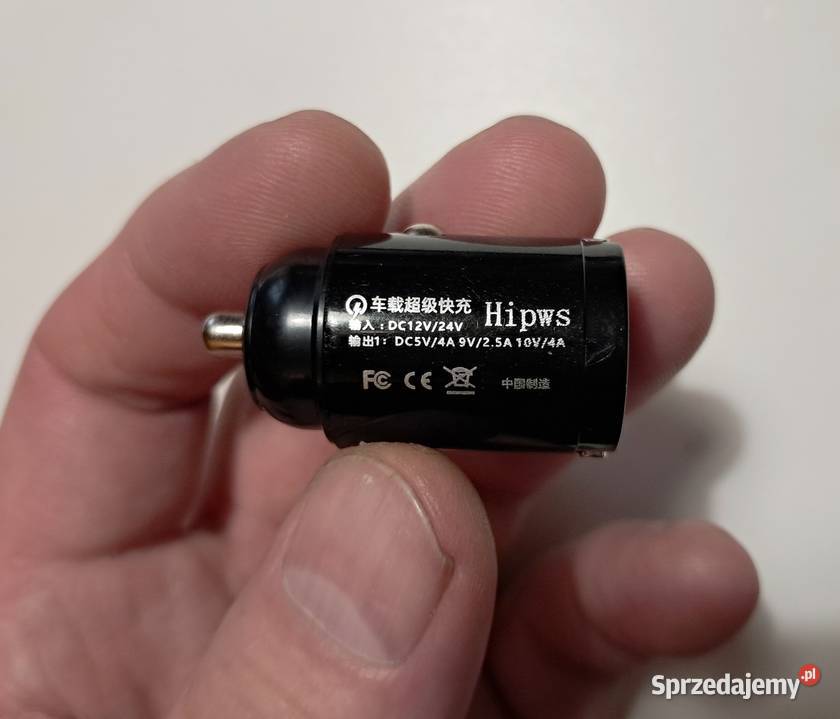 车载超级快充 Hipws
输入：DC12V/24V
输出1： DC5V/4A 9V/2.5A 10V/4A
FC CE 中国制造
Sprzedajemy.pl